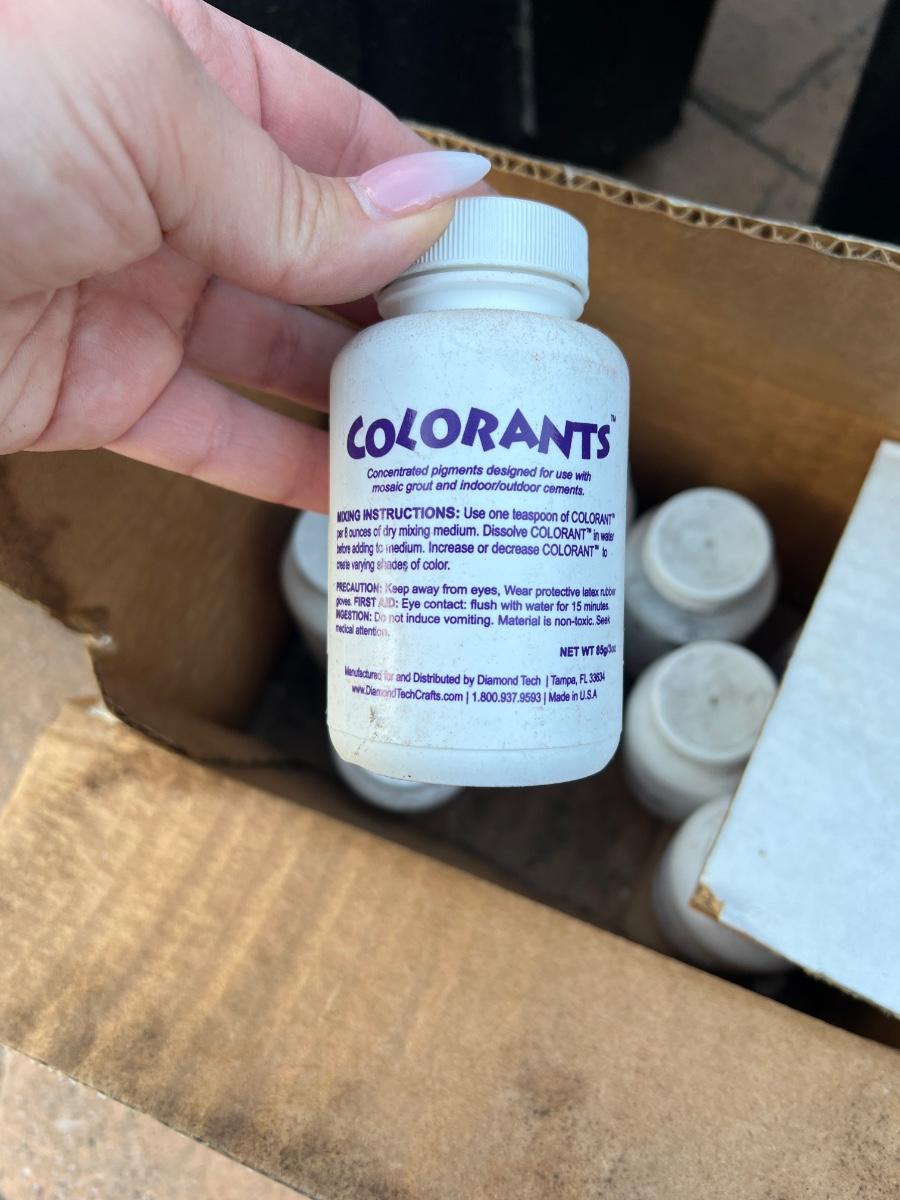 COLORANTS™
Concentrated pigments designed for use with
mosaic grout and indoor/outdoor cements.
MIXING INSTRUCTIONS: Use one teaspoon of COLORANT™
per 8 ounces of dry mixing medium. Dissolve COLORANT™ in water
before adding to medium. Increase or decrease COLORANT™ to
create varying shades of color.
PRECAUTION: Keep away from eyes, Wear protective latex rubber
gloves. FIRST AID: Eye contact: flush with water for 15 minutes.
INGESTION: Do not induce vomiting. Material is non-toxic. Seek
medical attention.
NET WT 85g/3oz
Manufactured for and Distributed by Diamond Tech | Tampa, FL 33634
www.DiamondTechCrafts.com | 1.800.937.9593 | Made in U.S.A